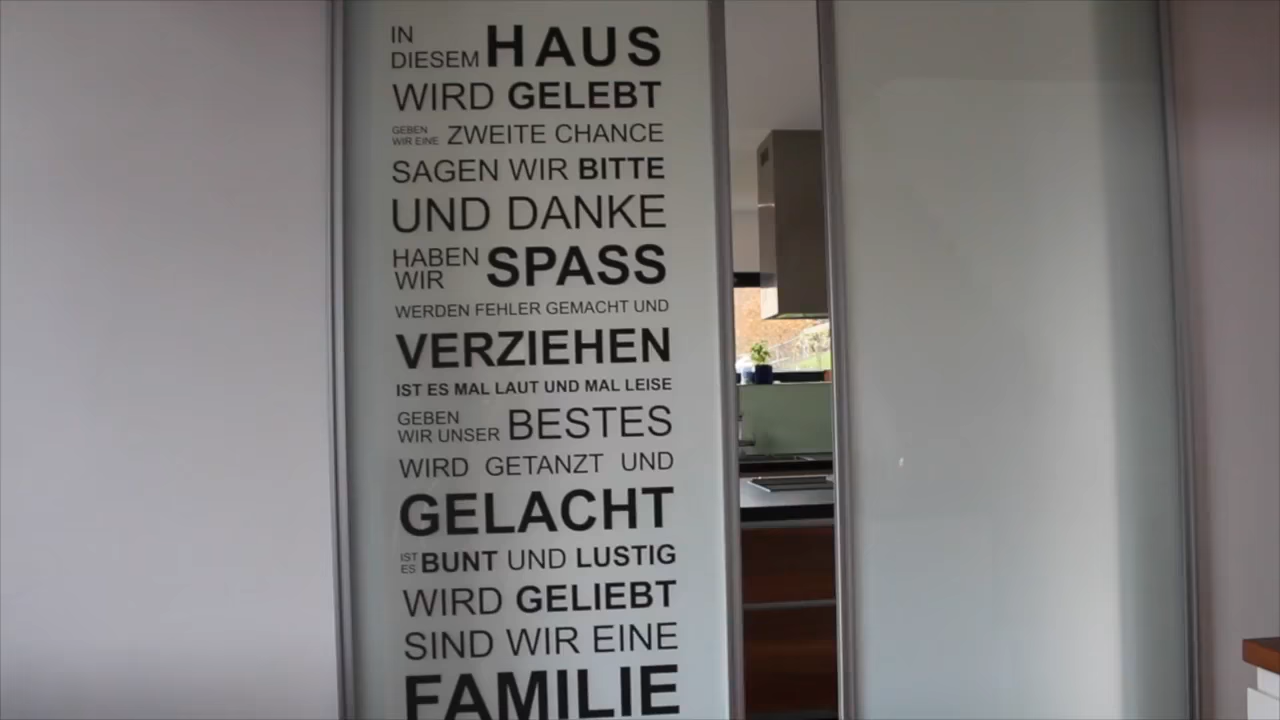 IN
DIESEM HAUS
WIRD GELEBT
GEBEN
WIR EINE ZWEITE CHANCE
SAGEN WIR BITTE
UND DANKE
HABEN
WIR SPASS
WERDEN FEHLER GEMACHT UND
VERZIEHEN
IST ES MAL LAUT UND MAL LEISE
GEBEN
WIR UNSER BESTES
WIRD GETANZT UND
GELACHT
IST
ES BUNT UND LUSTIG
WIRD GELIEBT
SIND WIR EINE
FAMILIE